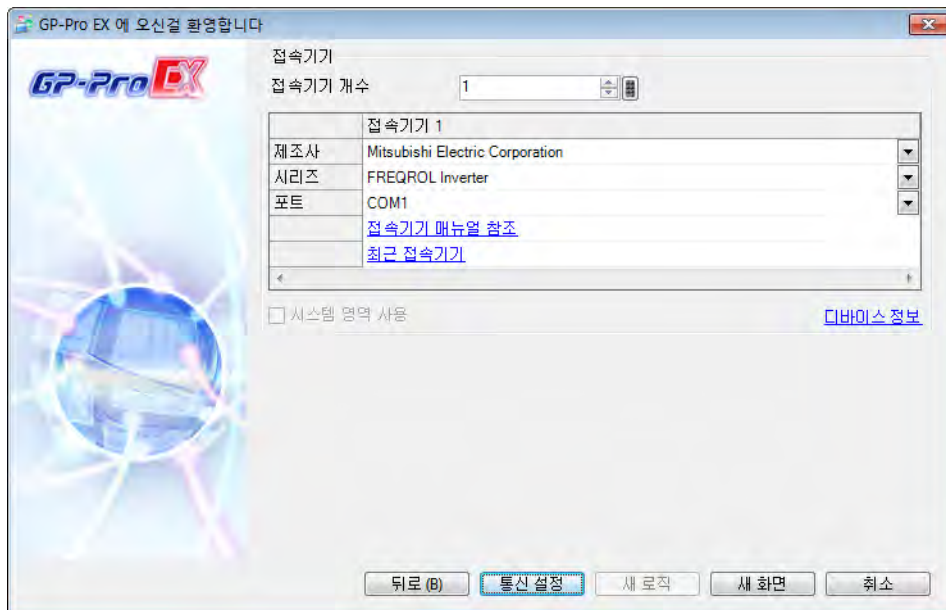 GP-Pro EX 에 오신걸 환영합니다
GP-Pro EX
접속기기
접속기기 개수 1
접속기기 1
제조사 Mitsubishi Electric Corporation
시리즈 FREQROL Inverter
포트 COM1
접속기기 매뉴얼 참조
최근 접속기기
시스템 영역 사용 디바이스 정보
뒤로 (B) 통신 설정 새 로직 새 화면 취소